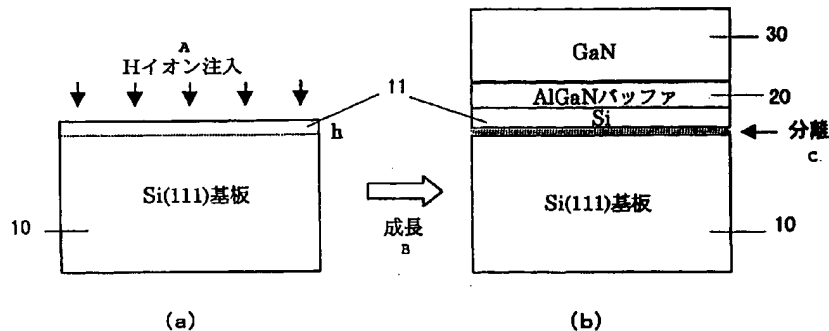 A
Hイオン注入
11
h
Si(111)基板
10
成長
B
(a)
GaN
30
AlGaNバッファ
20
Si
分離
C.
Si(111)基板
10
(b)